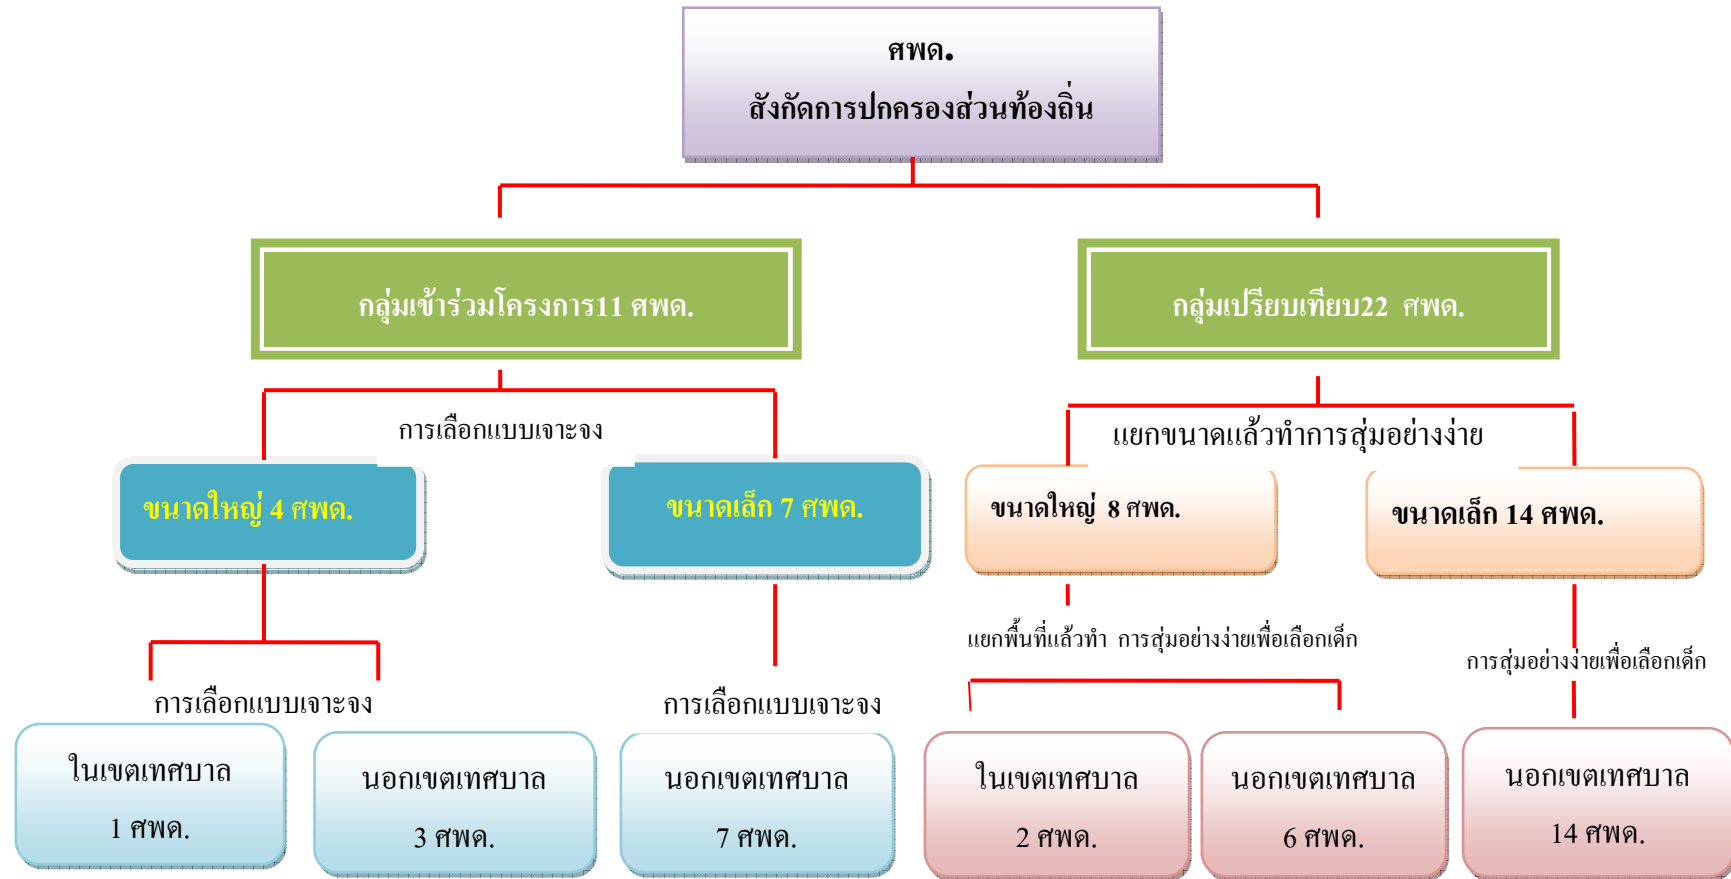 ศพด.
สังกัดการปกครองส่วนท้องถิ่น
กลุ่มเข้าร่วมโครงการ11 ศพด.
กลุ่มเปรียบเทียบ22 ศพด.
การเลือกแบบเจาะจง
แยกขนาดแล้วทำการสุ่มอย่างง่าย
ขนาดใหญ่ 4 ศพด.
ขนาดเล็ก 7 ศพด.
ขนาดใหญ่ 8 ศพด.
ขนาดเล็ก 14 ศพด.
แยกพื้นที่แล้วทำ การสุ่มอย่างง่ายเพื่อเลือกเด็ก
การสุ่มอย่างง่ายเพื่อเลือกเด็ก
การเลือกแบบเจาะจง
การเลือกแบบเจาะจง
ในเขตเทศบาล
1 ศพด.
นอกเขตเทศบาล
3 ศพด.
นอกเขตเทศบาล
7 ศพด.
ในเขตเทศบาล
2 ศพด.
นอกเขตเทศบาล
6 ศพด.
นอกเขตเทศบาล
14 ศพด.